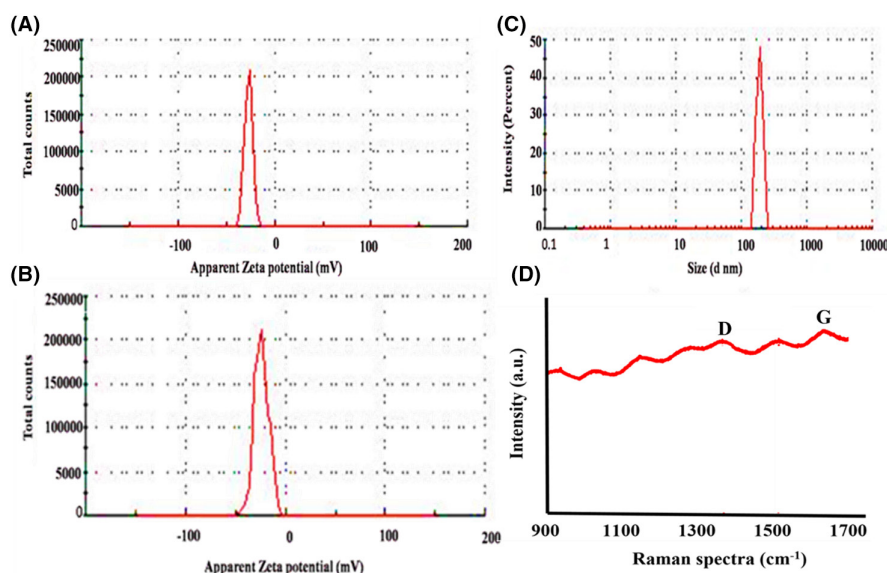 (A)
250000
200000
150000
100000
5000
0
Total counts
-100 0 100 200
Apparent Zeta potential (mV)
(B)
250000
200000
150000
100000
5000
0
Total counts
-100 0 100 200
Apparent Zeta potential (mV)
(C)
50
40
30
20
10
0
Intensity (Percent)
0.1 1 10 100 1000 10000
Size (d nm)
(D)
D
G
Intensity (a.u.)
900 1100 1300 1500 1700
Raman spectra (cm⁻¹)